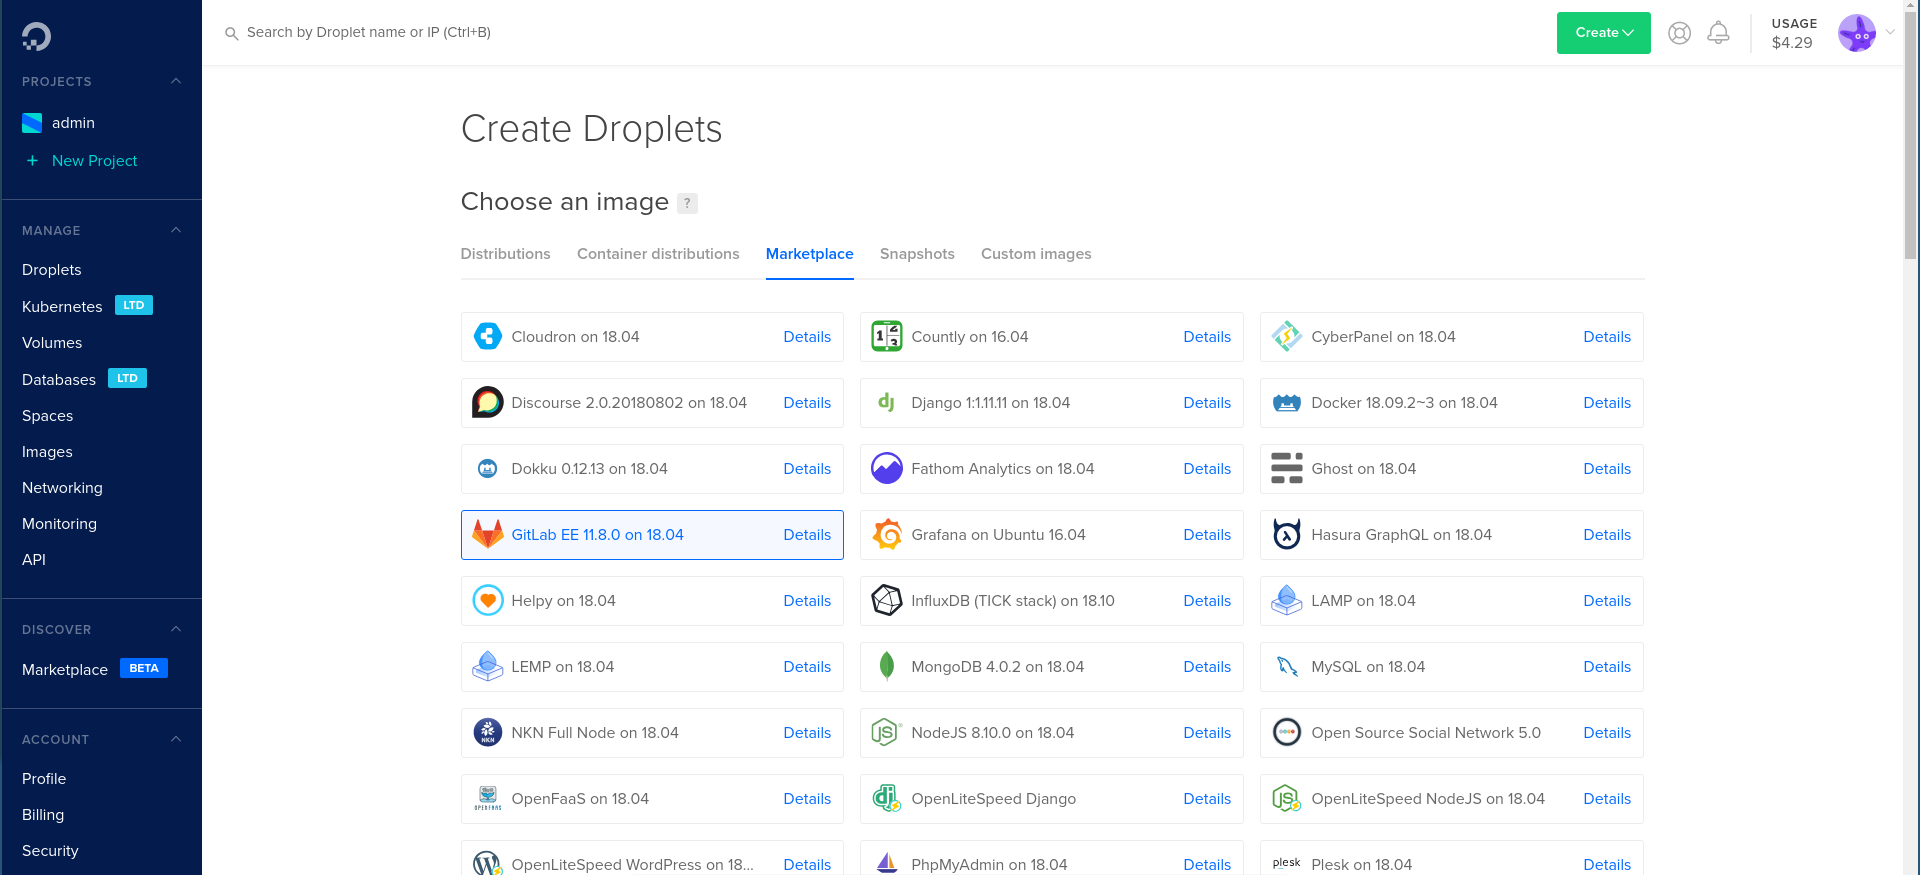 Search by Droplet name or IP (Ctrl+B)
Create
USAGE
$4.29
PROJECTS
admin
+ New Project
MANAGE
Droplets
Kubernetes LTD
Volumes
Databases LTD
Spaces
Images
Networking
Monitoring
API
DISCOVER
Marketplace BETA
ACCOUNT
Profile
Billing
Security
Create Droplets
Choose an image ?
Distributions Container distributions Marketplace Snapshots Custom images
Cloudron on 18.04 Details
Countly on 16.04 Details
CyberPanel on 18.04 Details
Discourse 2.0.20180802 on 18.04 Details
Django 1:1.11.11 on 18.04 Details
Docker 18.09.2~3 on 18.04 Details
Dokku 0.12.13 on 18.04 Details
Fathom Analytics on 18.04 Details
Ghost on 18.04 Details
GitLab EE 11.8.0 on 18.04 Details
Grafana on Ubuntu 16.04 Details
Hasura GraphQL on 18.04 Details
Helpy on 18.04 Details
InfluxDB (TICK stack) on 18.10 Details
LAMP on 18.04 Details
LEMP on 18.04 Details
MongoDB 4.0.2 on 18.04 Details
MySQL on 18.04 Details
NKN NKN Full Node on 18.04 Details
JS NodeJS 8.10.0 on 18.04 Details
Open Source Social Network 5.0 Details
OPENFAAS OpenFaaS on 18.04 Details
dj OpenLiteSpeed Django Details
JS OpenLiteSpeed NodeJS on 18.04 Details
OpenLiteSpeed WordPress on 18... Details
PhpMyAdmin on 18.04 Details
plesk Plesk on 18.04 Details